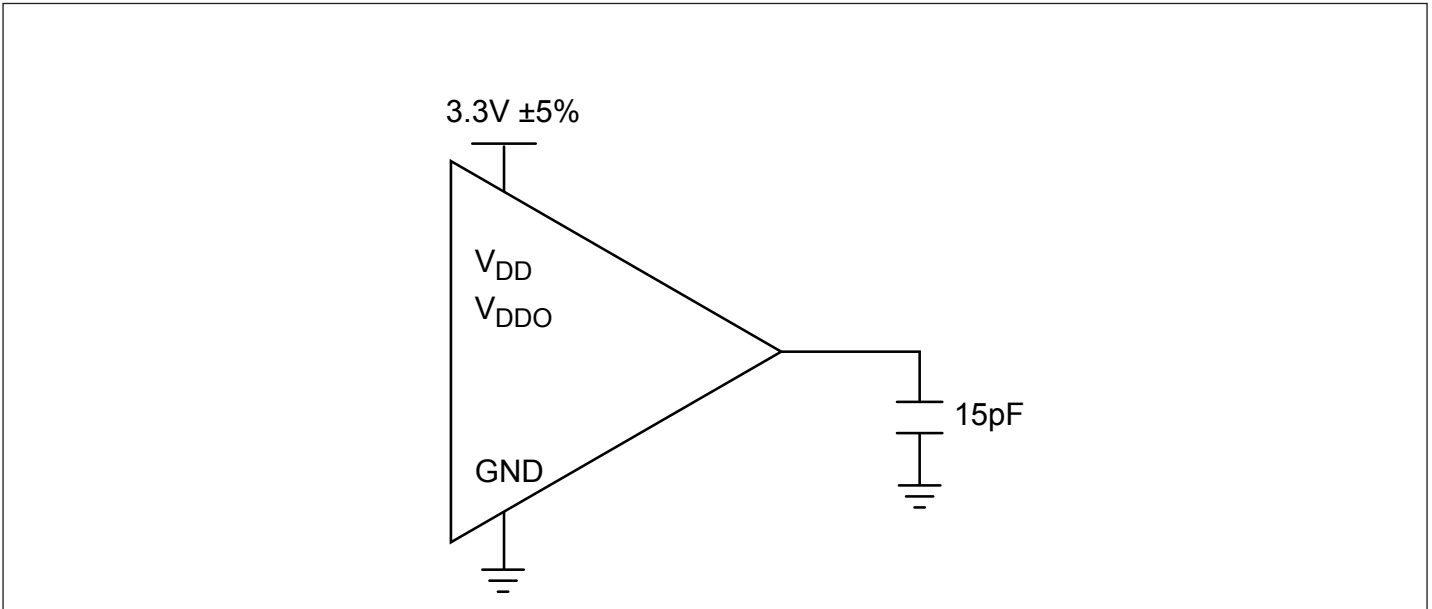 3.3V ±5%
VDD
VDDO
15pF
GND